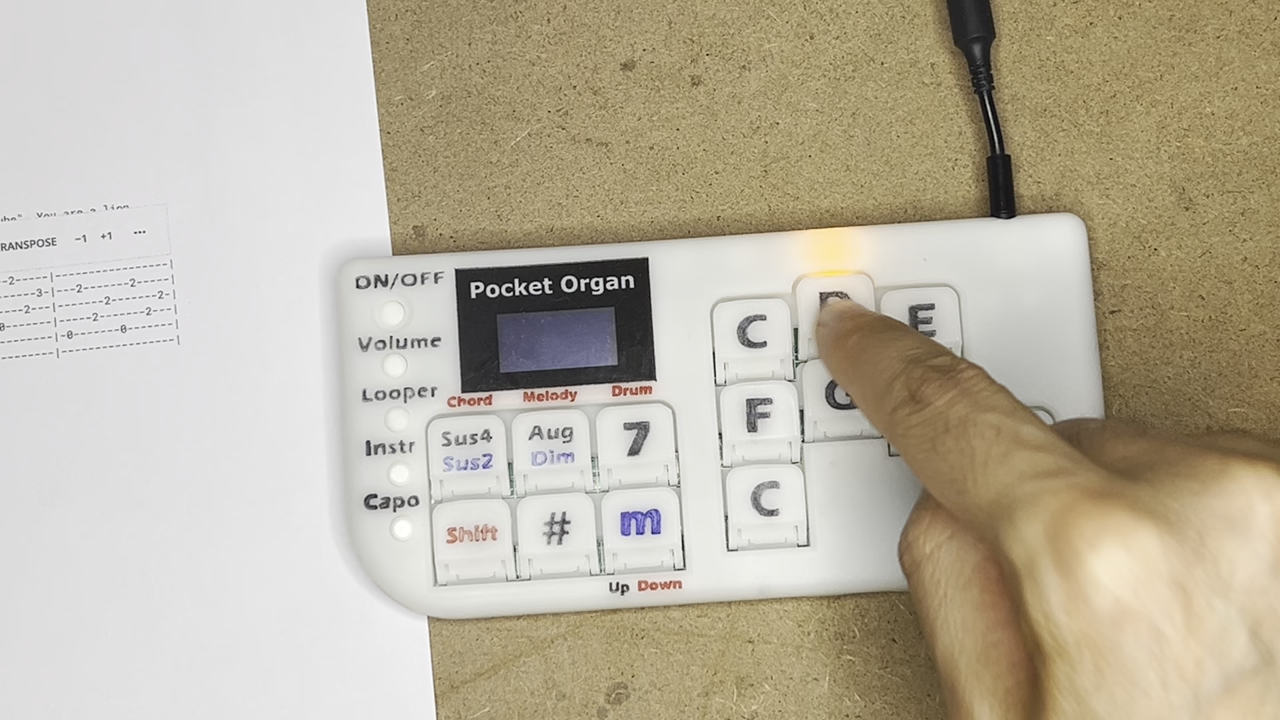 TRANSPOSE -1 +1 •••
ON/OFF
Volume
Looper
Instr
Capo
Pocket Organ
Chord Melody Drum
Sus4
Sus2
Aug
Dim
7
Shift
#
m
Up Down
C
D
E
F
G
C